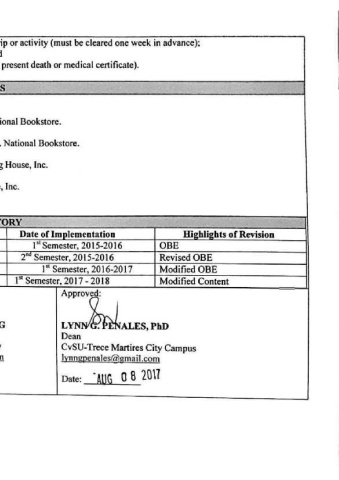 ip or activity (must be cleared one week in advance);
present death or medical certificate).
S
ional Bookstore.
. National Bookstore.
g House, Inc.
, Inc.
ORY
Date of Implementation Highlights of Revision
1st Semester, 2015-2016 OBE
2nd Semester, 2015-2016 Revised OBE
1st Semester, 2016-2017 Modified OBE
1st Semester, 2017 - 2018 Modified Content
Approved:
G LYNN G. PENALES, PhD
Dean
CvSU-Trece Martires City Campus
lynngpenales@gmail.com
Date: AUG 08 2017